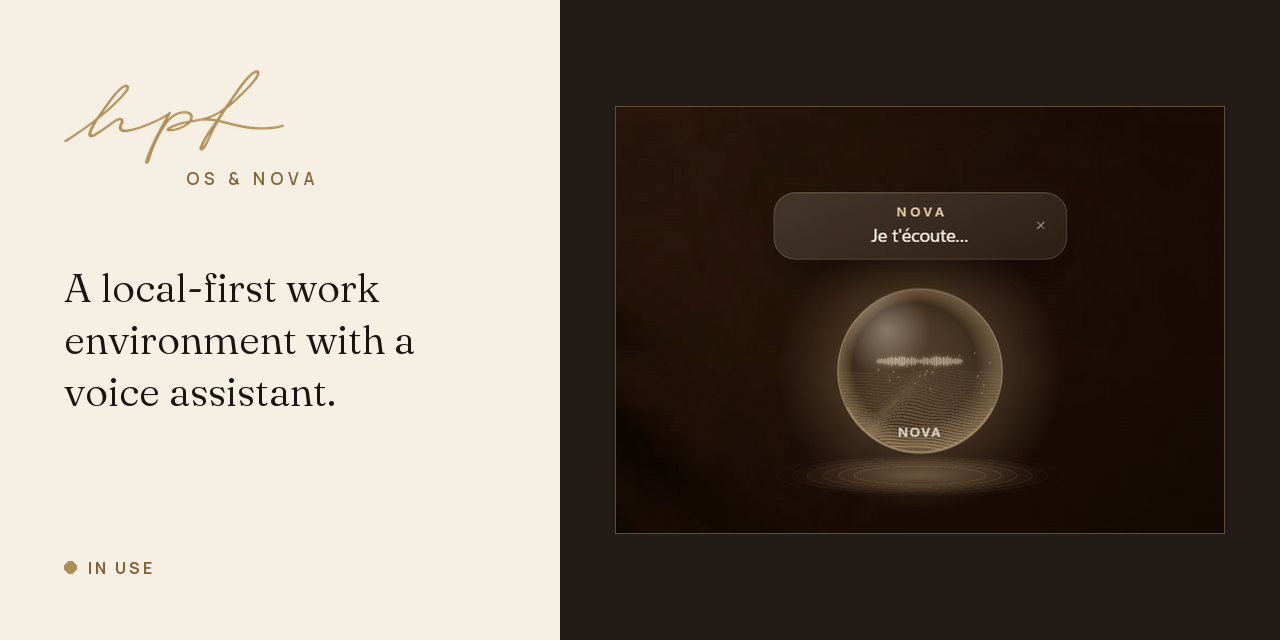 hpf
OS & NOVA
A local-first work
environment with a
voice assistant.
IN USE
NOVA
Je t'écoute...
×
NOVA